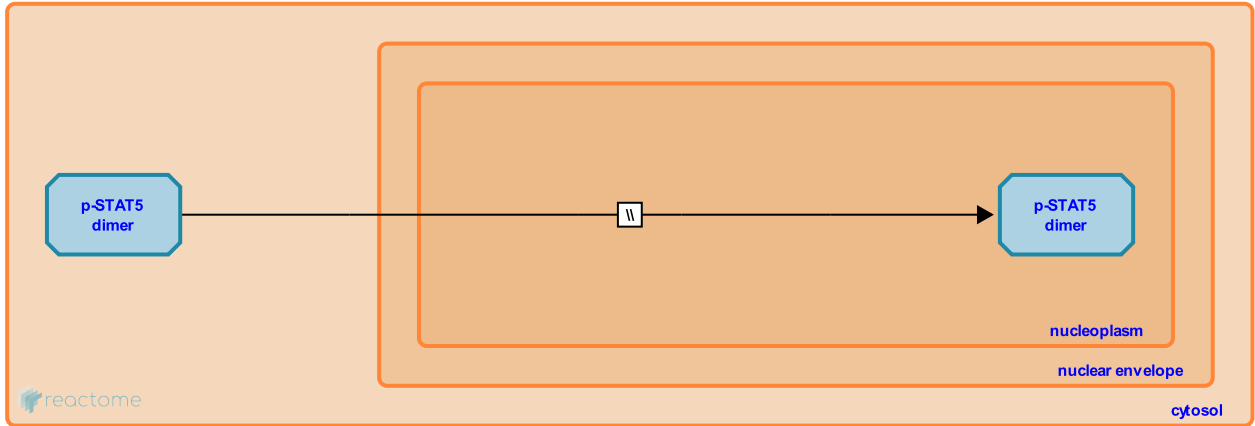 p-STAT5
dimer
\\
p-STAT5
dimer
nucleoplasm
nuclear envelope
reactome
cytosol